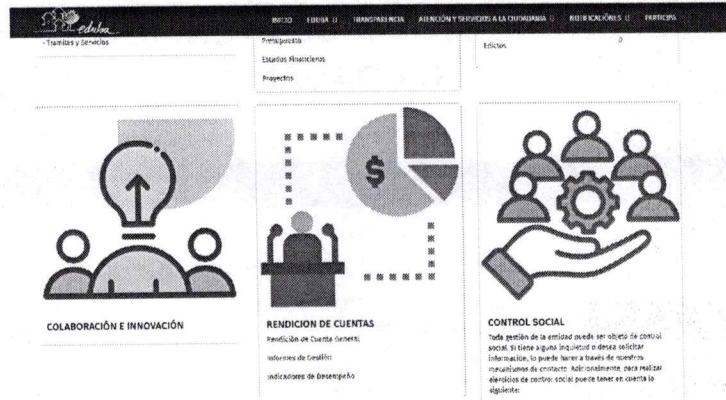 eduba
INICIO EDUBA TRANSPARENCIA ATENCIÓN Y SERVICIOS A LA CIUDADANIA NOTIFICACIÓNES PARTICIPA
- Tramites y Servicios
Presupuesto
Estados Financieros
Proyectos
Edictos
$
COLABORACIÓN E INNOVACIÓN
RENDICION DE CUENTAS
Rendición de Cuenta General
Informes de Gestión
Indicadores de Desempeño
CONTROL SOCIAL
Toda gestión de la entidad puede ser objeto de control
social. Si tiene alguna inquietud o desea solicitar
información, lo puede hacer a través de nuestros
mecanismos de contacto. Adicionalmente, para realizar
ejercicios de control social puede tener en cuenta lo
siguiente: